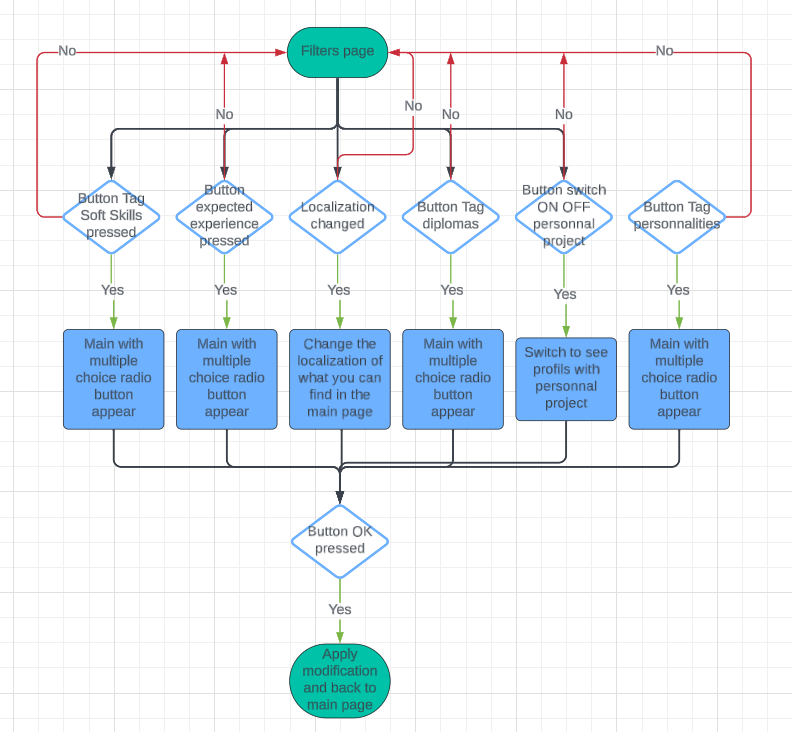 Filters page
No
No
No
No
No
No
Button Tag
Soft Skills
pressed
Button
expected
experience
pressed
Localization
changed
Button Tag
diplomas
Button switch
ON OFF
personnal
project
Button Tag
personnalities
Yes
Yes
Yes
Yes
Yes
Yes
Main with
multiple
choice radio
button
appear
Main with
multiple
choice radio
button
appear
Change the
localization of
what you can
find in the
main page
Main with
multiple
choice radio
button
appear
Switch to see
profils with
personnal
project
Main with
multiple
choice radio
button
appear
Button OK
pressed
Yes
Apply
modification
and back to
main page